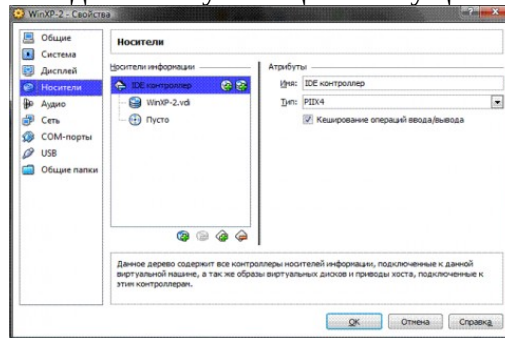 WinXP-2 - Свойства
Общие
Система
Дисплей
Носители
Аудио
Сеть
COM-порты
USB
Общие папки
Носители
Носители информации
IDE контроллер
WinXP-2.vdi
Пусто
Атрибуты
Имя: IDE контроллер
Тип: PIIX4
Кеширование операций ввода/вывода
Данное дерево содержит все контроллеры носителей информации, подключенные к данной
виртуальной машине, а так же образы виртуальных дисков и приводы хоста, подключенные к
этим контроллерам.
OK
Отмена
Справка